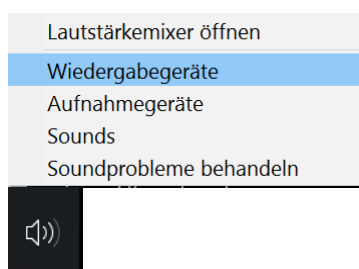 Lautstärkemixer öffnen
Wiedergabegeräte
Aufnahmegeräte
Sounds
Soundprobleme behandeln